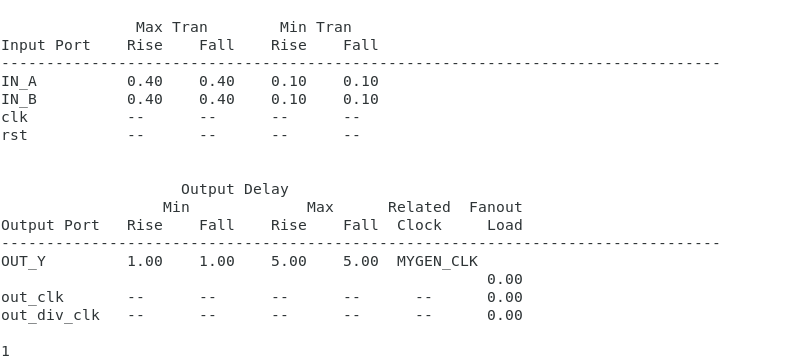 Max Tran        Min Tran
Input Port    Rise    Fall    Rise    Fall
--------------------------------------------------------------------------------
IN_A          0.40    0.40    0.10    0.10
IN_B          0.40    0.40    0.10    0.10
clk           --      --      --      --
rst           --      --      --      --
                    Output Delay
                  Min             Max      Related  Fanout
Output Port   Rise    Fall    Rise    Fall  Clock     Load
--------------------------------------------------------------------------------
OUT_Y         1.00    1.00    5.00    5.00  MYGEN_CLK
                                                      0.00
out_clk       --      --      --      --      --      0.00
out_div_clk   --      --      --      --      --      0.00
1